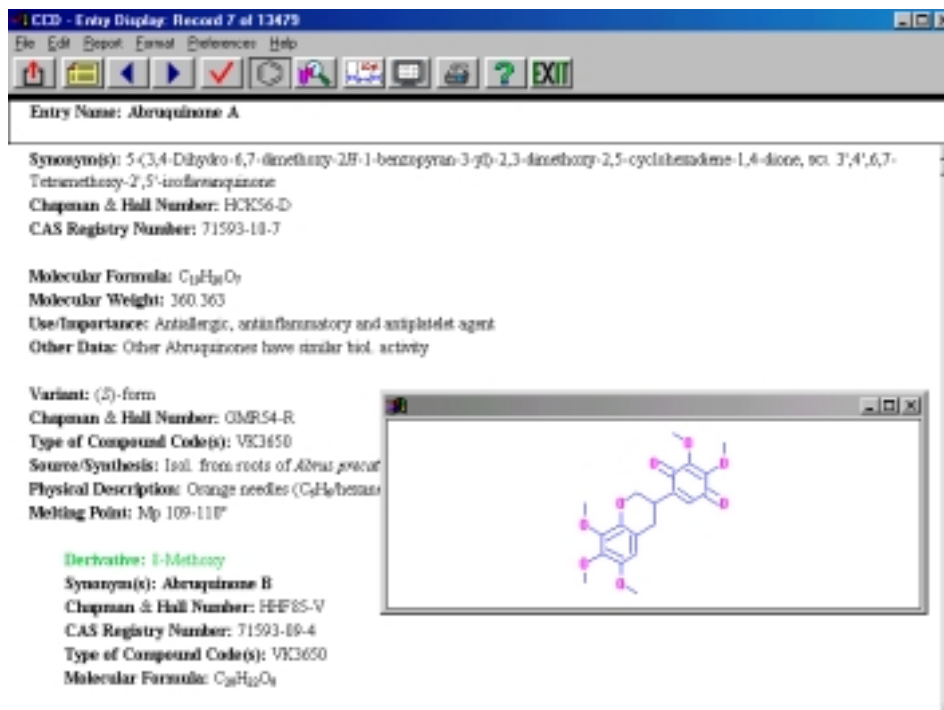 CCD - Entry Display: Record 7 of 13479
File Edit Report Format Preferences Help
? EXIT
Entry Name: Abruquinone A
Synonym(s): 5-(3,4-Dihydro-6,7-dimethoxy-2H-1-benzopyran-3-yl)-2,3-dimethoxy-2,5-cyclohexadiene-1,4-dione, 9CI. 3',4',6,7-
Tetramethoxy-2',5'-isoflavanquinone
Chapman & Hall Number: HCK56-D
CAS Registry Number: 71593-10-7
Molecular Formula: C₁₉H₂₀O₇
Molecular Weight: 360.363
Use/Importance: Antiallergic, antiinflammatory and antiplatelet agent
Other Data: Other Abruquinones have similar biol. activity
Variant: (S)-form
Chapman & Hall Number: GMR54-R
Type of Compound Code(s): VK3650
Source/Synthesis: Isol. from roots of Abrus precat
Physical Description: Orange needles (C₆H₆/hexane
Melting Point: Mp 109-110°
O O O O O O O O
Derivative: 8-Methoxy
Synonym(s): Abruquinone B
Chapman & Hall Number: HHF85-V
CAS Registry Number: 71593-09-4
Type of Compound Code(s): VK3650
Molecular Formula: C₂₀H₂₂O₈